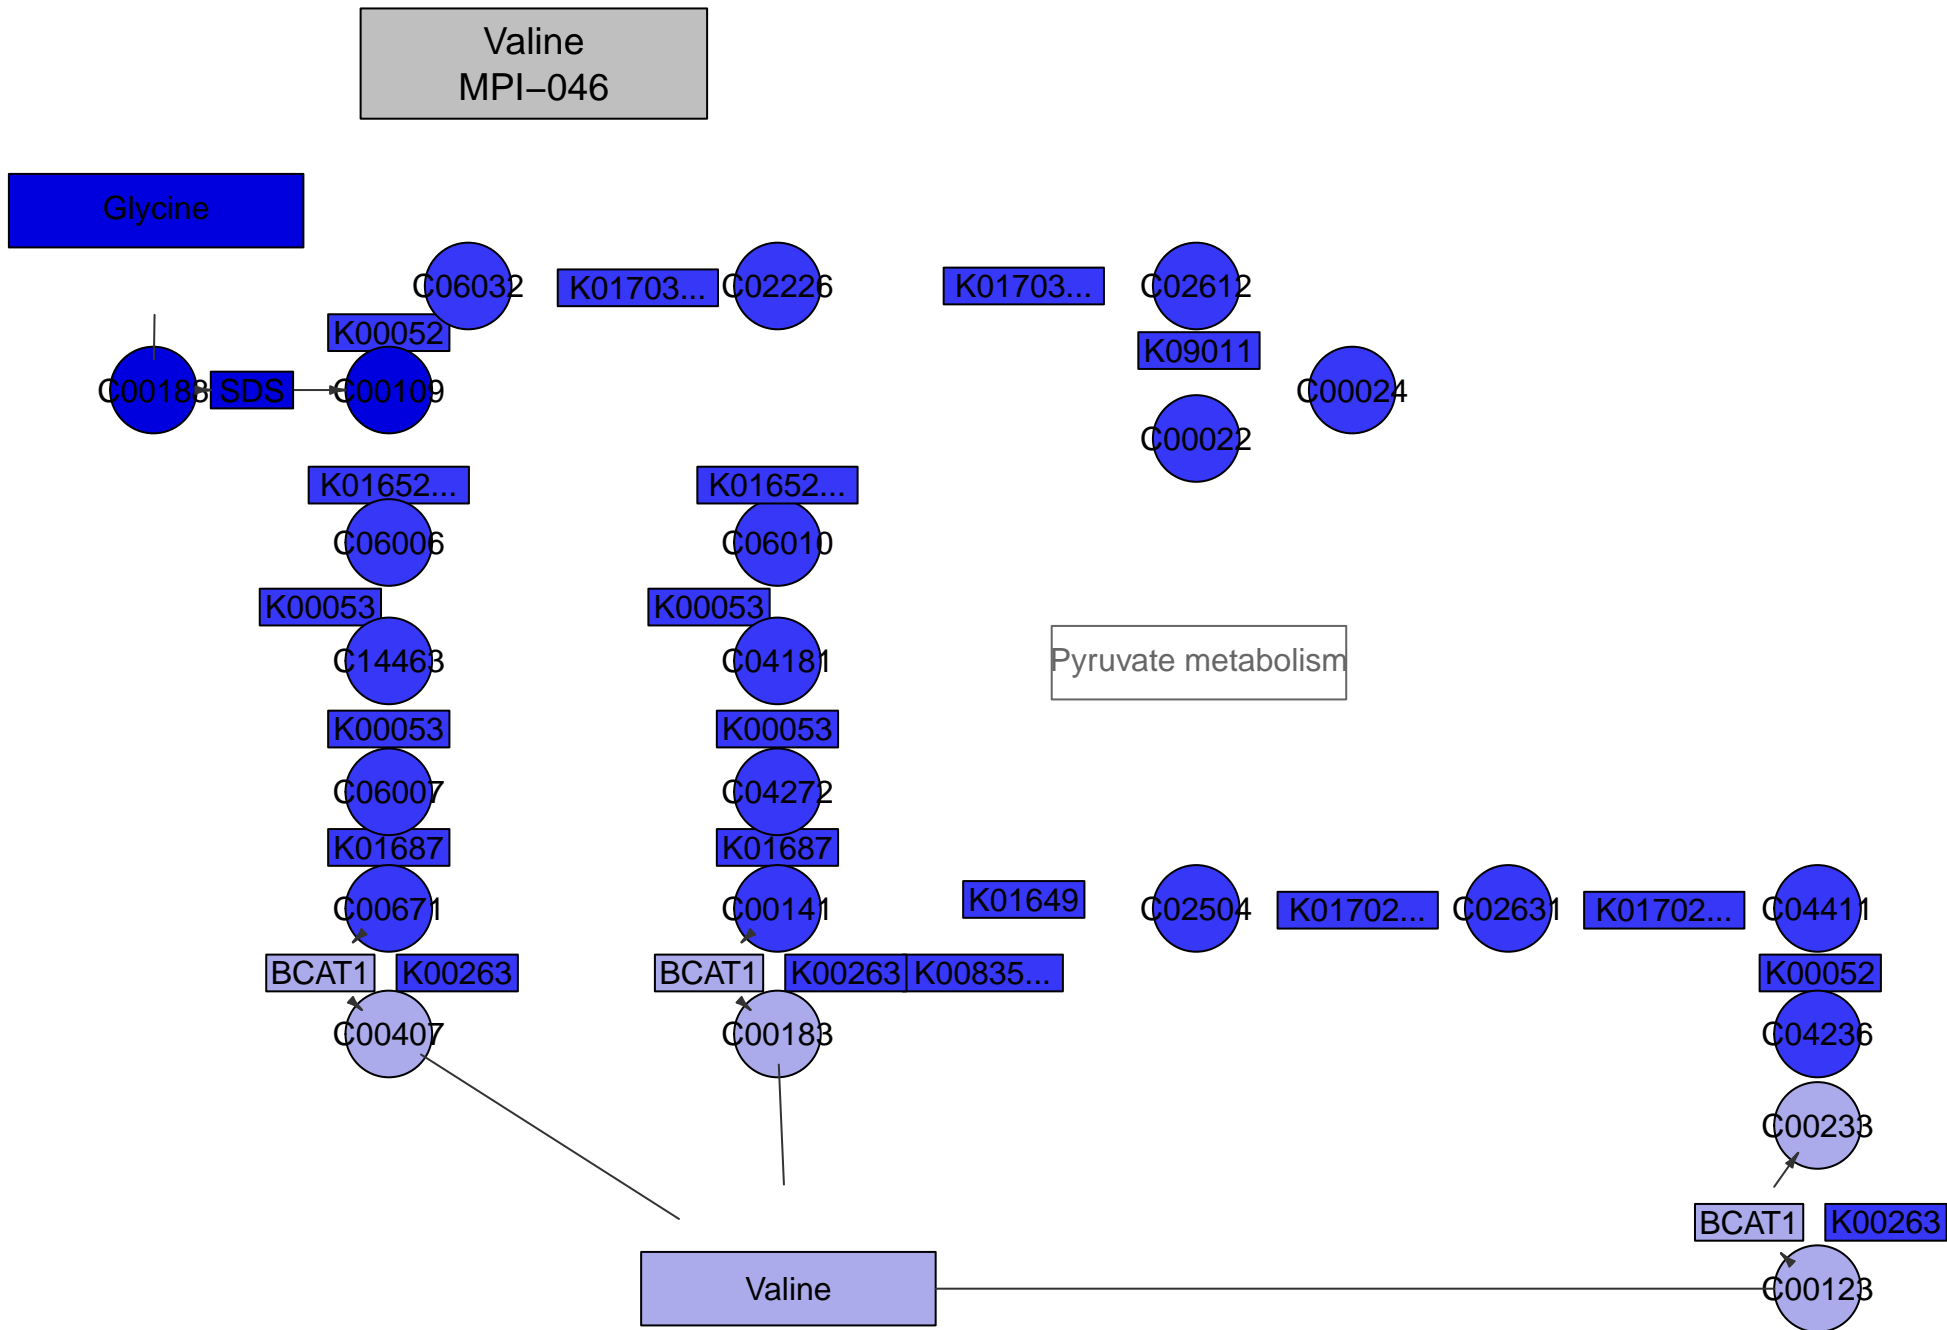 Valine
MPI−046
Glycine
C06032
K01703...
C02226
K01703...
C02612
K00052
K09011
C00188
SDS
C00109
C00024
C00022
K01652...
K01652...
C06006
C06010
K00053
K00053
C14463
C04181
Pyruvate metabolism
K00053
K00053
C06007
C04272
K01687
K01687
C00671
C00141
K01649
C02504
K01702...
C02631
K01702...
C04411
BCAT1
K00263
BCAT1
K00263
K00835...
K00052
C00407
C00183
C04236
C00233
BCAT1
K00263
Valine
C00123